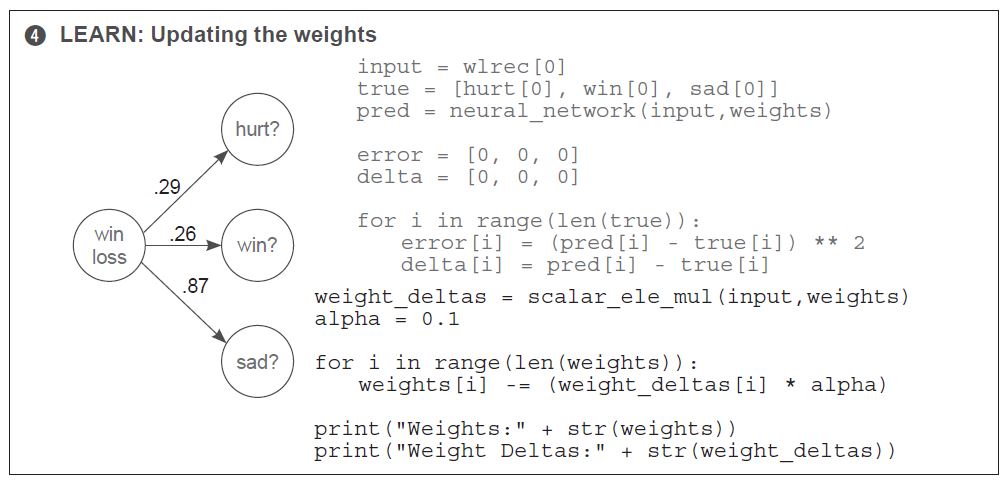 4 LEARN: Updating the weights
input = wlrec[0]
true = [hurt[0], win[0], sad[0]]
pred = neural_network(input,weights)
error = [0, 0, 0]
delta = [0, 0, 0]
for i in range(len(true)):
error[i] = (pred[i] - true[i]) ** 2
delta[i] = pred[i] - true[i]
weight_deltas = scalar_ele_mul(input,weights)
alpha = 0.1
for i in range(len(weights)):
weights[i] -= (weight_deltas[i] * alpha)
print("Weights:" + str(weights))
print("Weight Deltas:" + str(weight_deltas))
win
loss
.29
.26
.87
hurt?
win?
sad?